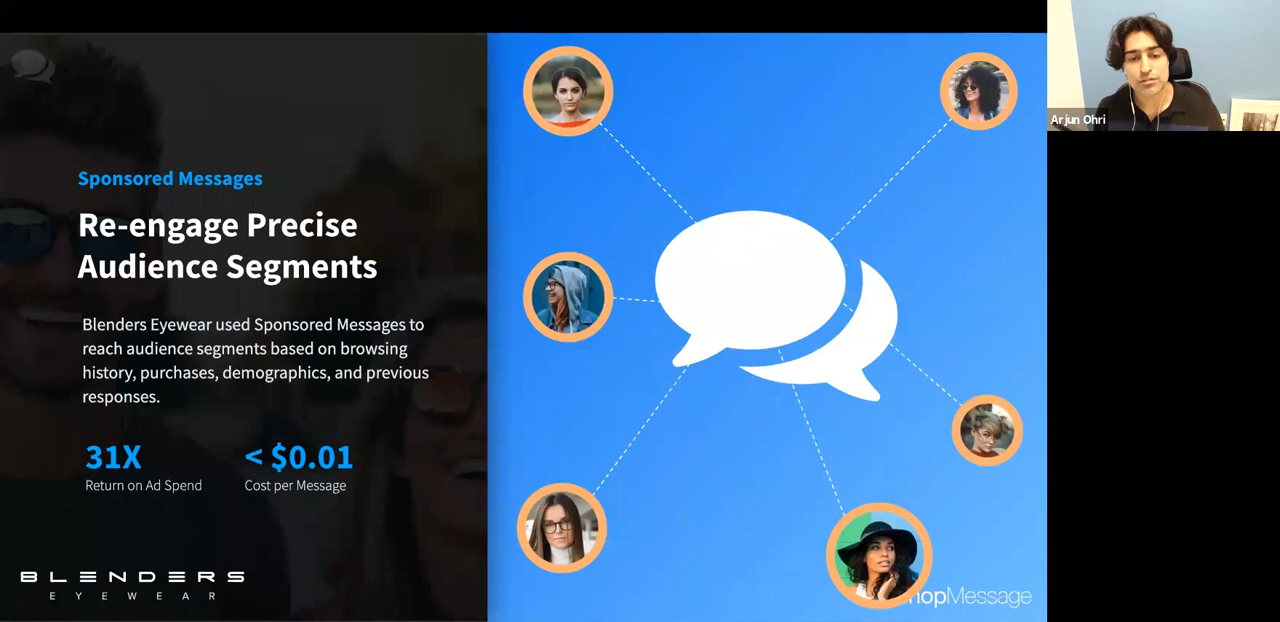 Sponsored Messages
Re-engage Precise
Audience Segments
Blenders Eyewear used Sponsored Messages to
reach audience segments based on browsing
history, purchases, demographics, and previous
responses.
31X
Return on Ad Spend
< $0.01
Cost per Message
BLENDERS
EYEWEAR
hopMessage
Arjun Ohri